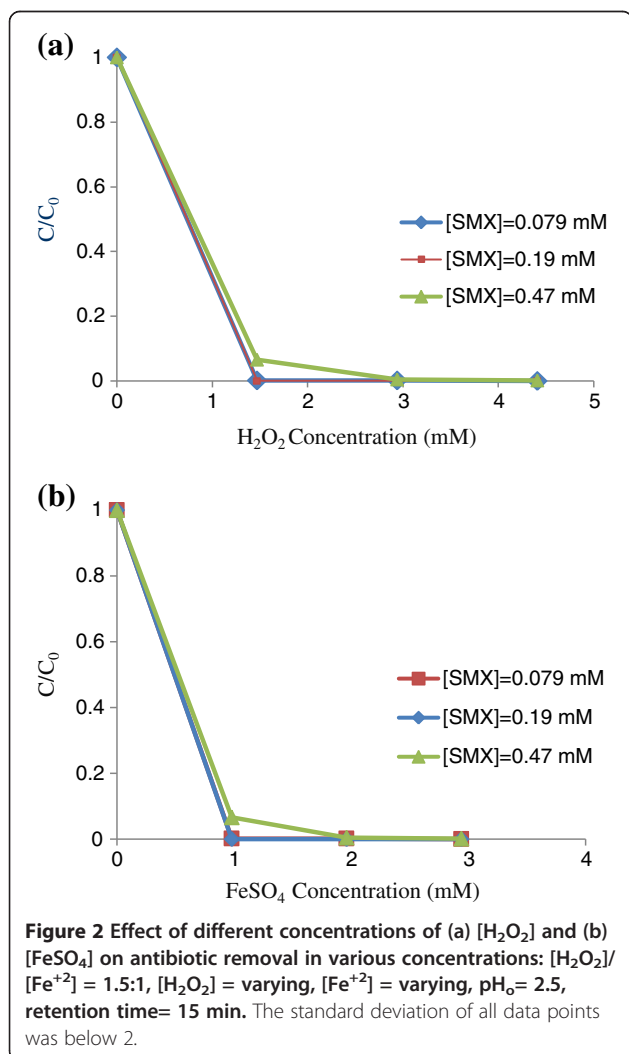 (a)
1
0.8
0.6
0.4
0.2
0
C/C₀
[SMX]=0.079 mM
[SMX]=0.19 mM
[SMX]=0.47 mM
0 1 2 3 4 5
H₂O₂ Concentration (mM)
(b)
1
0.8
0.6
0.4
0.2
0
C/C₀
[SMX]=0.079 mM
[SMX]=0.19 mM
[SMX]=0.47 mM
0 1 2 3 4
FeSO₄ Concentration (mM)
Figure 2 Effect of different concentrations of (a) [H₂O₂] and (b)
[FeSO₄] on antibiotic removal in various concentrations: [H₂O₂]/
[Fe⁺²] = 1.5:1, [H₂O₂] = varying, [Fe⁺²] = varying, pHₒ= 2.5,
retention time= 15 min. The standard deviation of all data points
was below 2.